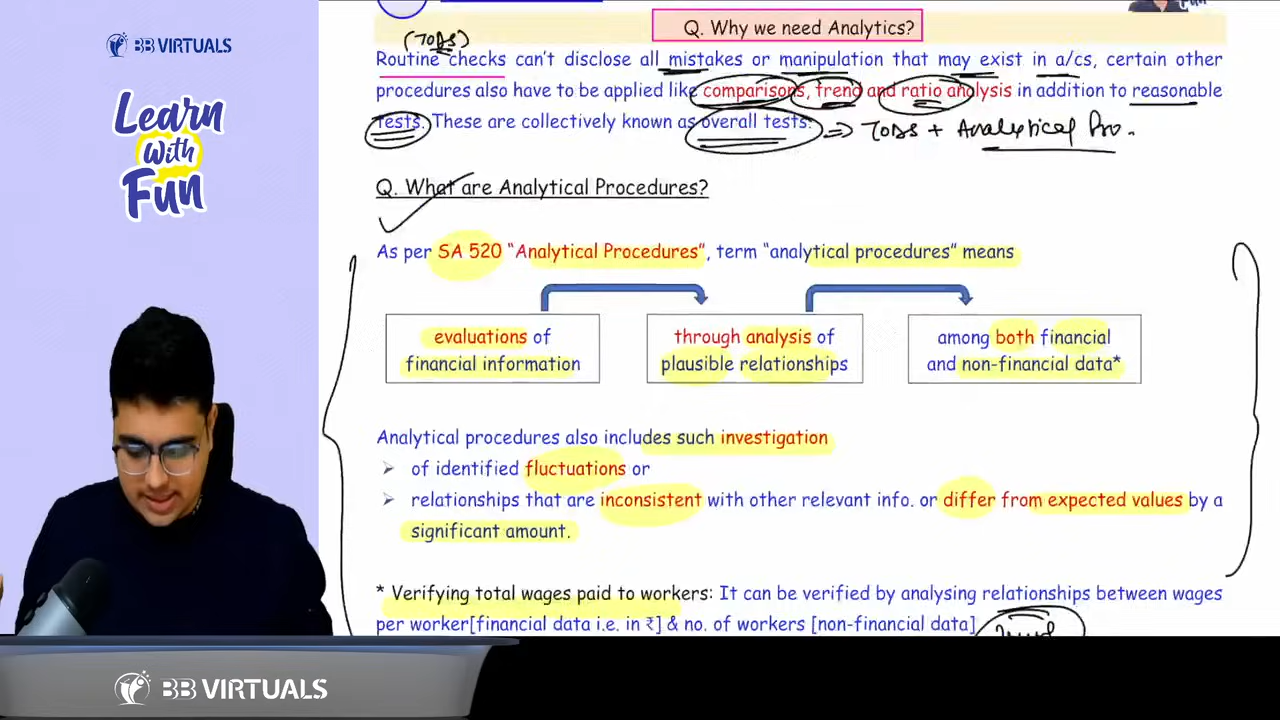 BB VIRTUALS
Learn
With
Fun
Q. Why we need Analytics?
(TOBS)
Routine checks can't disclose all mistakes or manipulation that may exist in a/cs, certain other
procedures also have to be applied like comparisons, trend and ratio analysis in addition to reasonable
tests. These are collectively known as overall tests. ⇒ TOBS + Analytical Pro.
Q. What are Analytical Procedures?
As per SA 520 "Analytical Procedures", term "analytical procedures" means
evaluations of
financial information
through analysis of
plausible relationships
among both financial
and non-financial data*
Analytical procedures also includes such investigation
➢ of identified fluctuations or
➢ relationships that are inconsistent with other relevant info. or differ from expected values by a
significant amount.
* Verifying total wages paid to workers: It can be verified by analysing relationships between wages
per worker[financial data i.e. in ₹] & no. of workers [non-financial data]
BB VIRTUALS